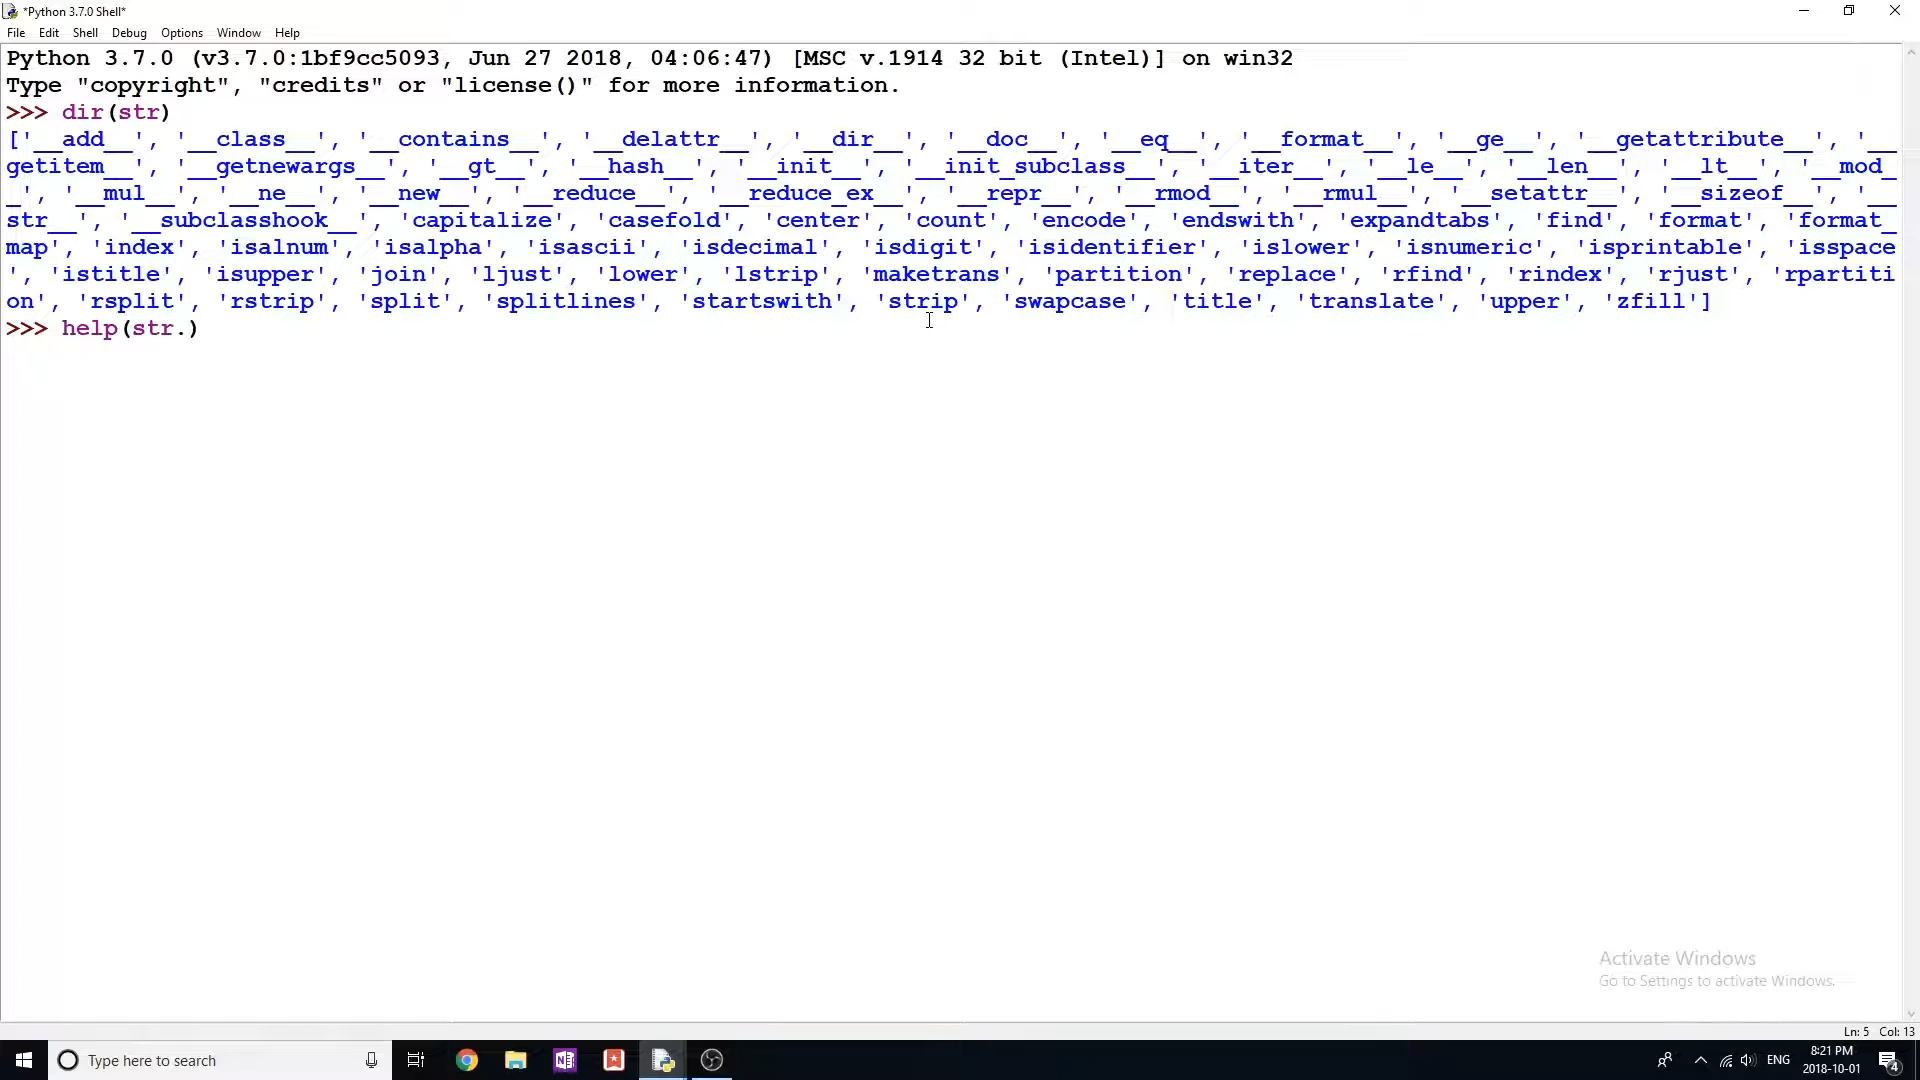 *Python 3.7.0 Shell*
File Edit Shell Debug Options Window Help
Python 3.7.0 (v3.7.0:1bf9cc5093, Jun 27 2018, 04:06:47) [MSC v.1914 32 bit (Intel)] on win32
Type "copyright", "credits" or "license()" for more information.
>>> dir(str)
['__add__', '__class__', '__contains__', '__delattr__', '__dir__', '__doc__', '__eq__', '__format__', '__ge__', '__getattribute__', '__
getitem__', '__getnewargs__', '__gt__', '__hash__', '__init__', '__init_subclass__', '__iter__', '__le__', '__len__', '__lt__', '__mod_
_', '__mul__', '__ne__', '__new__', '__reduce__', '__reduce_ex__', '__repr__', '__rmod__', '__rmul__', '__setattr__', '__sizeof__', '__
str__', '__subclasshook__', 'capitalize', 'casefold', 'center', 'count', 'encode', 'endswith', 'expandtabs', 'find', 'format', 'format_
map', 'index', 'isalnum', 'isalpha', 'isascii', 'isdecimal', 'isdigit', 'isidentifier', 'islower', 'isnumeric', 'isprintable', 'isspace
', 'istitle', 'isupper', 'join', 'ljust', 'lower', 'lstrip', 'maketrans', 'partition', 'replace', 'rfind', 'rindex', 'rjust', 'rpartiti
on', 'rsplit', 'rstrip', 'split', 'splitlines', 'startswith', 'strip', 'swapcase', 'title', 'translate', 'upper', 'zfill']
>>> help(str.)
Activate Windows
Go to Settings to activate Windows.
Ln: 5 Col: 13
Type here to search
ENG
8:21 PM
2018-10-01
4